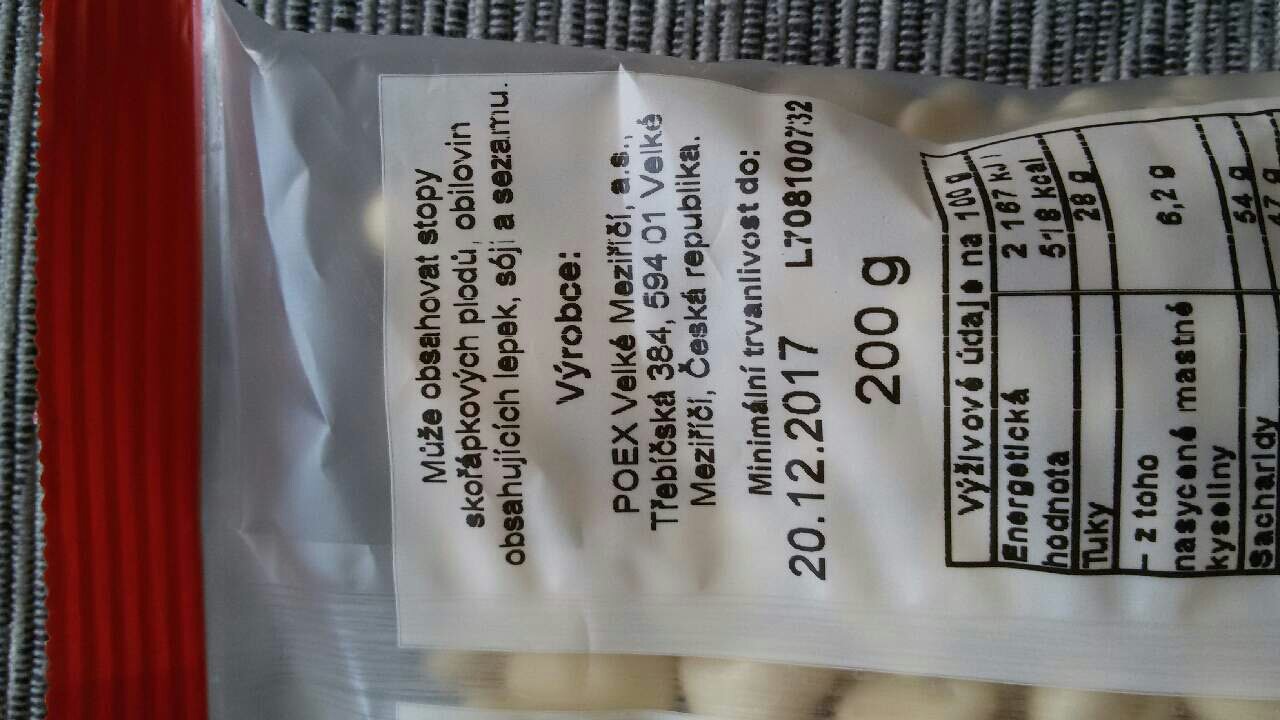 Může obsahovat stopy
skořápkových plodů, obilovin
obsahujících lepek, sóji a sezamu.
Výrobce:
POEX Velké Meziříčí, a.s.,
Třebíčská 384, 594 01 Velké
Meziříčí, Česká republika.
Minimální trvanlivost do:
20.12.2017 L708100732
200 g
Výživové údaje na 100 g
Energetická 2 167 kJ /
hodnota 518 kcal
Tuky 28 g
- z toho
nasycené mastné 6,2 g
kyseliny
Sacharidy 54 g
47 g